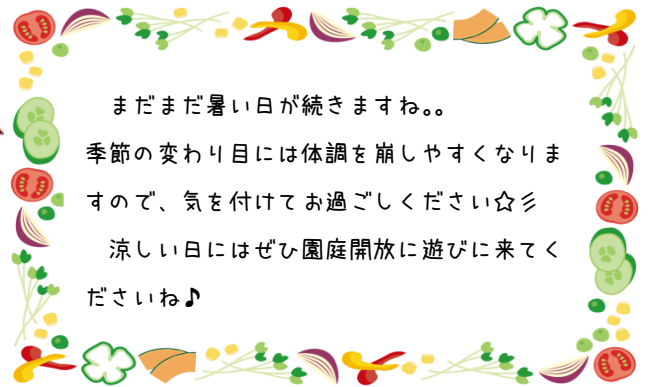 まだまだ暑い日が続きますね。。
季節の変わり目には体調を崩しやすくなりま
すので、気を付けてお過ごしください☆彡
涼しい日にはぜひ園庭開放に遊びに来てく
ださいね♪